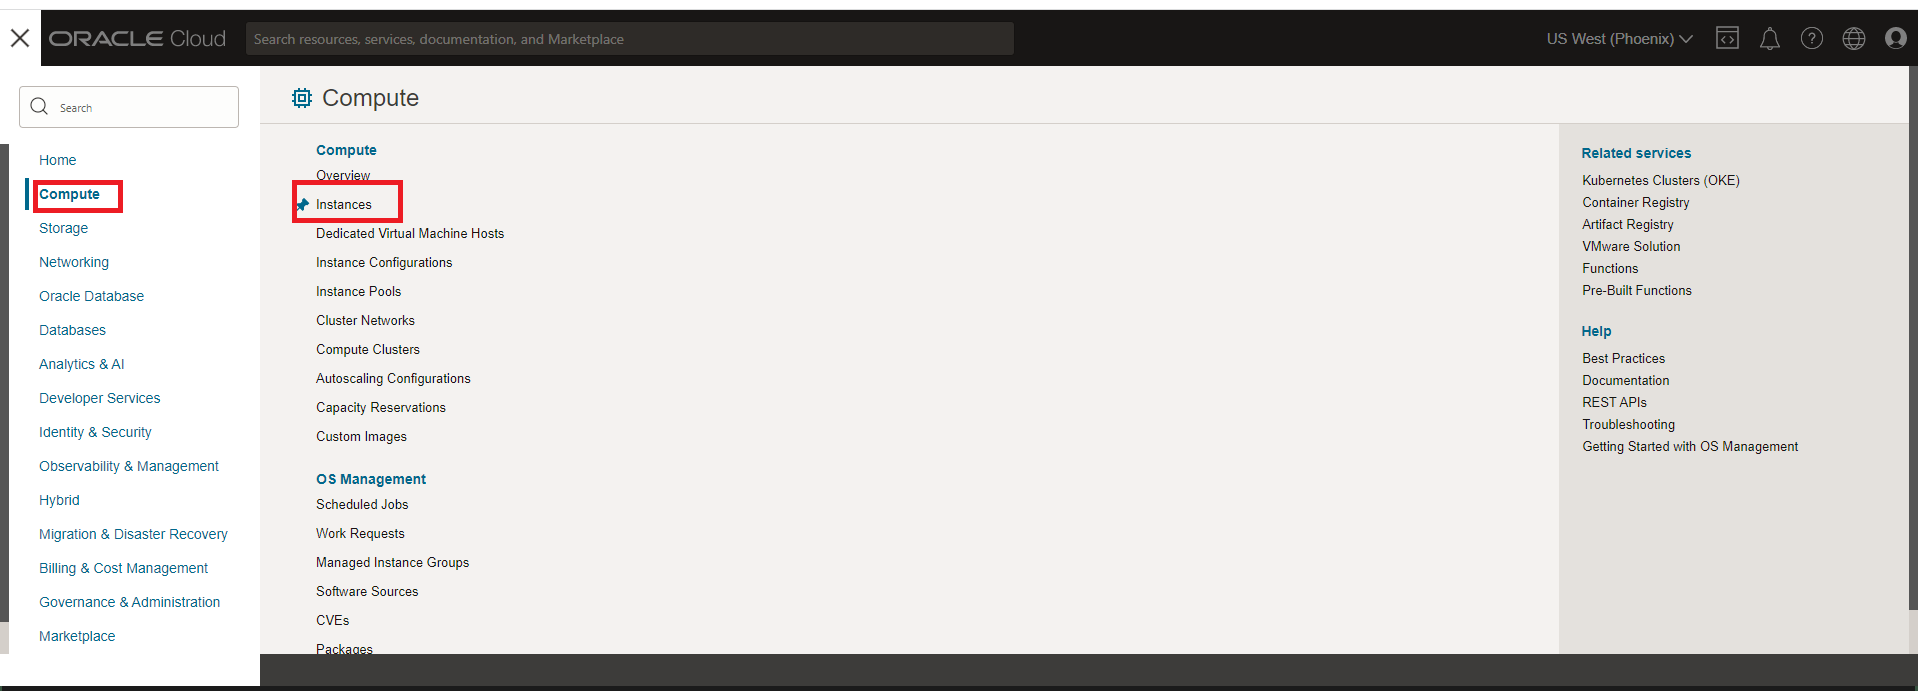 ORACLE Cloud
Search resources, services, documentation, and Marketplace
US West (Phoenix)
Search
Home
Compute
Storage
Networking
Oracle Database
Databases
Analytics & AI
Developer Services
Identity & Security
Observability & Management
Hybrid
Migration & Disaster Recovery
Billing & Cost Management
Governance & Administration
Marketplace
Compute
Compute
Overview
Instances
Dedicated Virtual Machine Hosts
Instance Configurations
Instance Pools
Cluster Networks
Compute Clusters
Autoscaling Configurations
Capacity Reservations
Custom Images
OS Management
Scheduled Jobs
Work Requests
Managed Instance Groups
Software Sources
CVEs
Packages
Related services
Kubernetes Clusters (OKE)
Container Registry
Artifact Registry
VMware Solution
Functions
Pre-Built Functions
Help
Best Practices
Documentation
REST APIs
Troubleshooting
Getting Started with OS Management